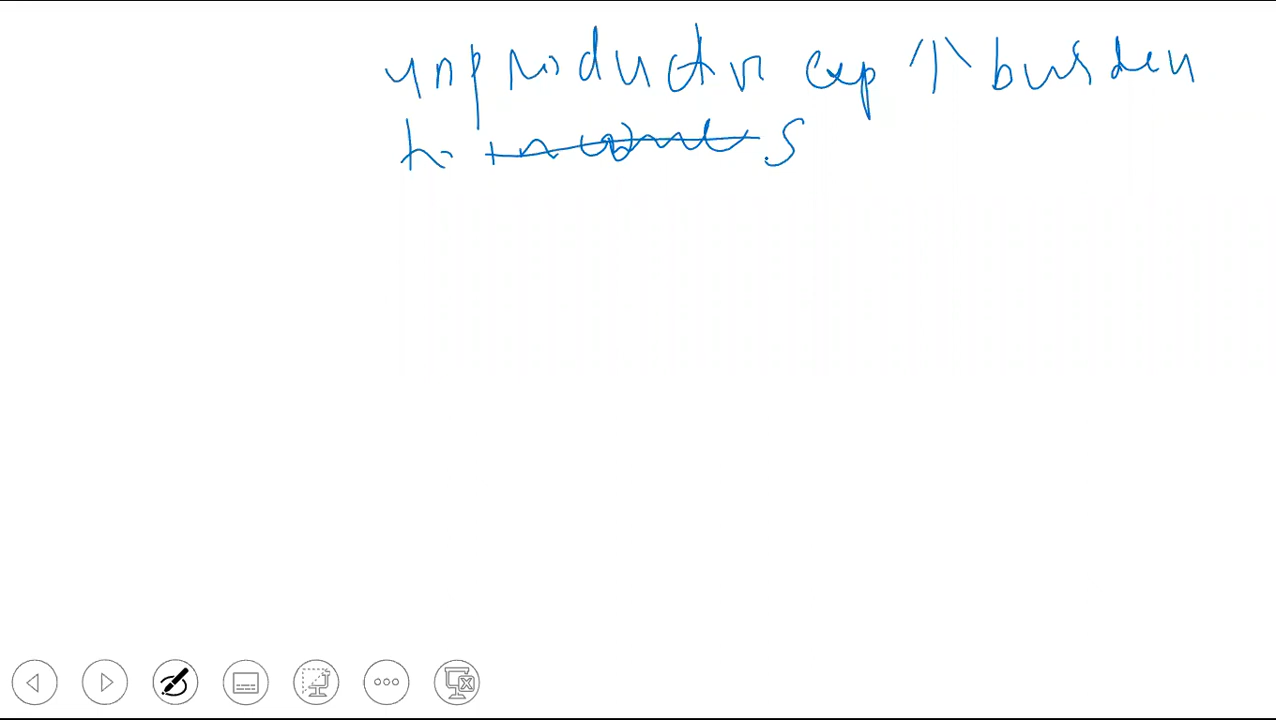 unproductive exp ↑ burden
to S